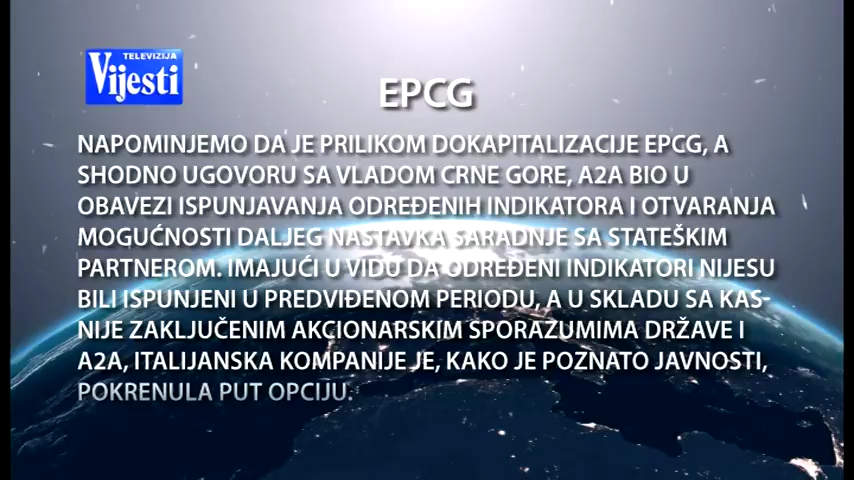 TELEVIZIJA
Vijesti
EPCG
NAPOMINJEMO DA JE PRILIKOM DOKAPITALIZACIJE EPCG, A
SHODNO UGOVORU SA VLADOM CRNE GORE, A2A BIO U
OBAVEZI ISPUNJAVANJA ODREĐENIH INDIKATORA I OTVARANJA
MOGUĆNOSTI DALJEG NASTAVKA SARADNJE SA STATEŠKIM
PARTNEROM. IMAJUĆI U VIDU DA ODREĐENI INDIKATORI NIJESU
BILI ISPUNJENI U PREDVIĐENOM PERIODU, A U SKLADU SA KAS-
NIJE ZAKLJUČENIM AKCIONARSKIM SPORAZUMIMA DRŽAVE I
A2A, ITALIJANSKA KOMPANIJE JE, KAKO JE POZNATO JAVNOSTI,
POKRENULA PUT OPCIJU.